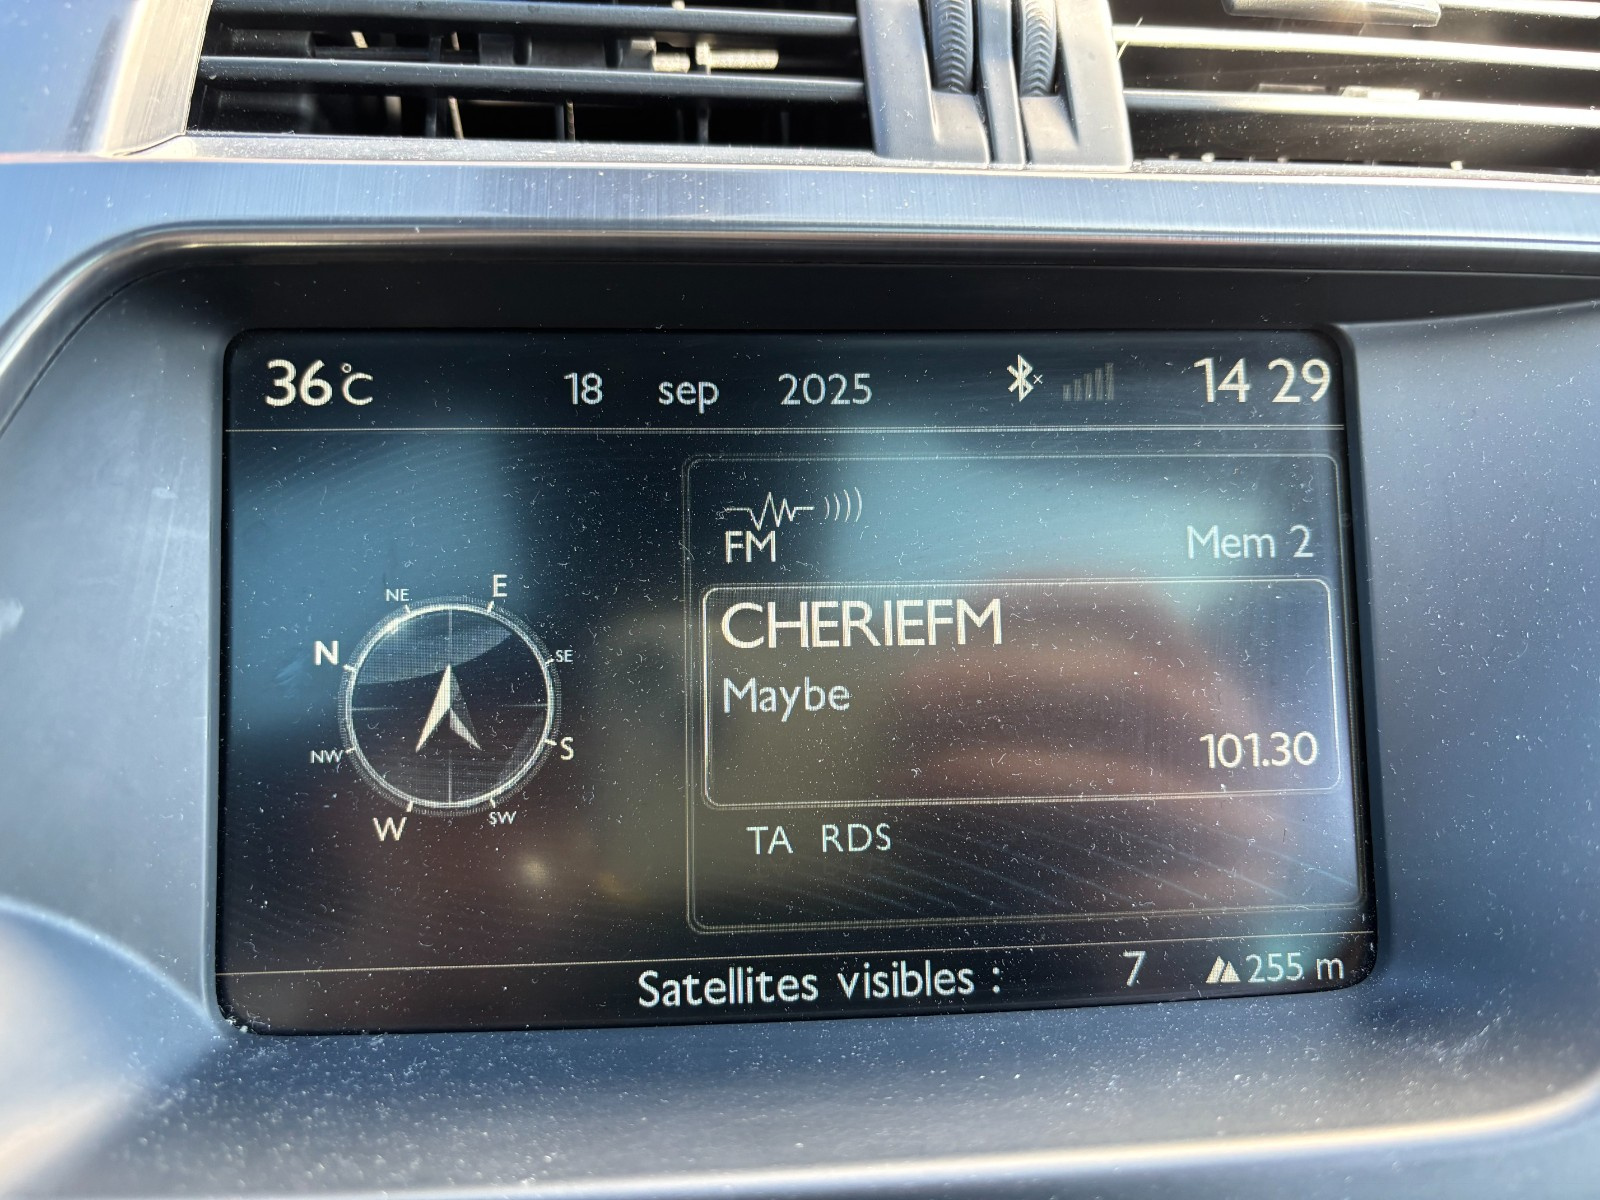 36°C 18 sep 2025 14 29
FM
Mem 2
CHERIEFM
Maybe
101.30
TA RDS
NE E
N SE
NW S
W SW
Satellites visibles : 7 255 m